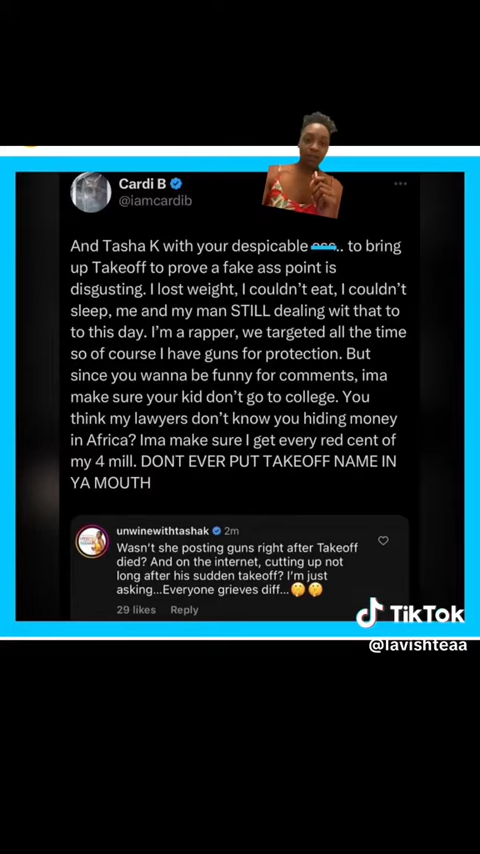 Cardi B
@iamcardib
And Tasha K with your despicable .. to bring
up Takeoff to prove a fake ass point is
disgusting. I lost weight, I couldn't eat, I couldn't
sleep, me and my man STILL dealing wit that to
to this day. I'm a rapper, we targeted all the time
so of course I have guns for protection. But
since you wanna be funny for comments, ima
make sure your kid don't go to college. You
think my lawyers don't know you hiding money
in Africa? Ima make sure I get every red cent of
my 4 mill. DONT EVER PUT TAKEOFF NAME IN
YA MOUTH
unwinewithtashak 2m
Wasn't she posting guns right after Takeoff
died? And on the internet, cutting up not
long after his sudden takeoff? I'm just
asking...Everyone grieves diff...🤫🤫
29 likes Reply
TikTok
@lavishteaa